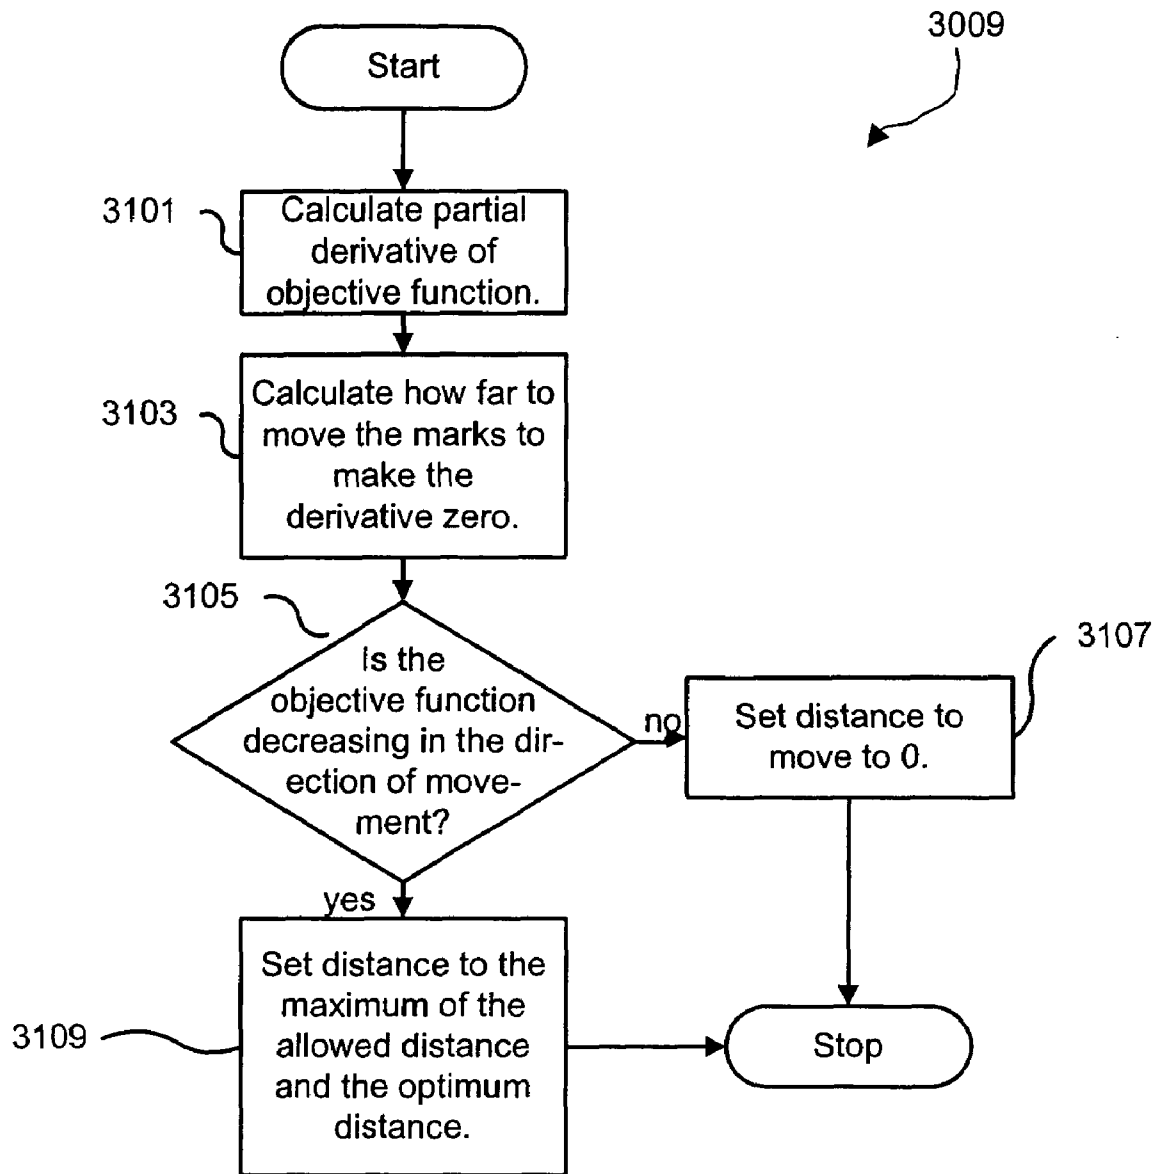 3009
Start
3101
Calculate partial
derivative of
objective function.
3103
Calculate how far to
move the marks to
make the
derivative zero.
3105
Is the
objective function
decreasing in the dir-
ection of move-
ment?
no
3107
Set distance to
move to 0.
yes
3109
Set distance to the
maximum of the
allowed distance
and the optimum
distance.
Stop